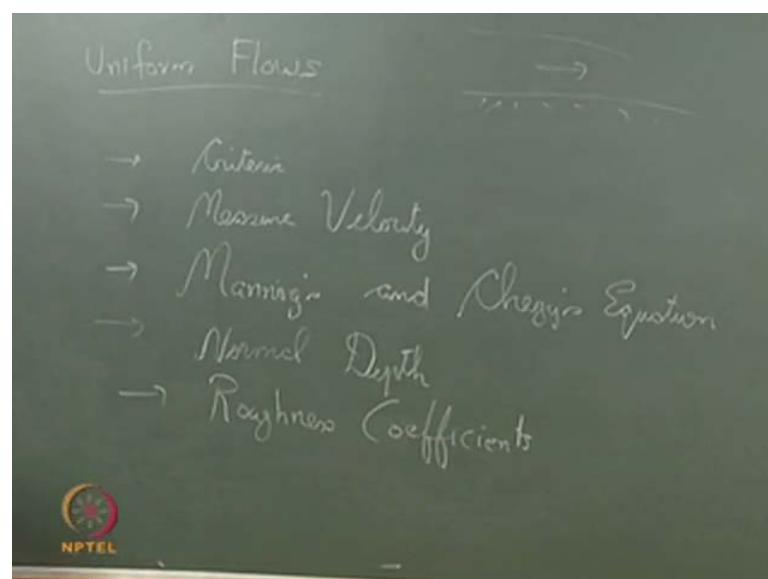 Uniform Flows
→ Criteria
→ Measure Velocity
→ Manning's and Chezy's Equation
→ Normal Depth
→ Roughness Coefficients
NPTEL